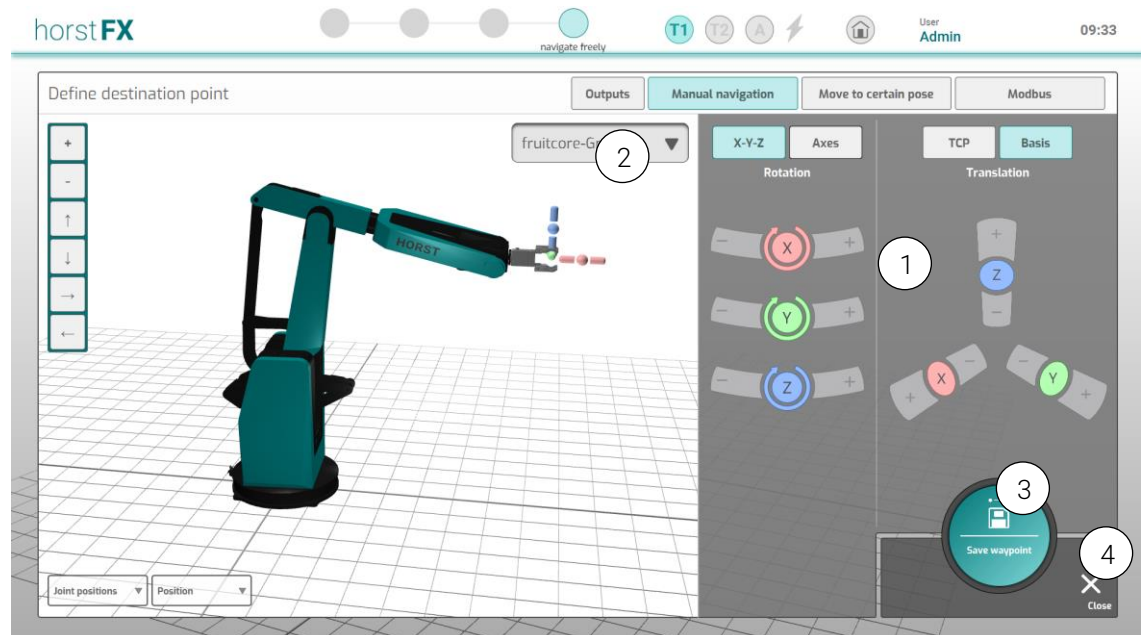 horstFX
navigate freely
T1
T2
A
User
Admin
09:33
Define destination point
Outputs
Manual navigation
Move to certain pose
Modbus
+
-
↑
↓
→
←
2
X-Y-Z
Axes
TCP
Basis
Rotation
Translation
HORST
- X +
- Y +
- Z +
1
+
Z
-
X
-
+
-
Y
+
3
Save waypoint
4
Close
Joint positions
Position